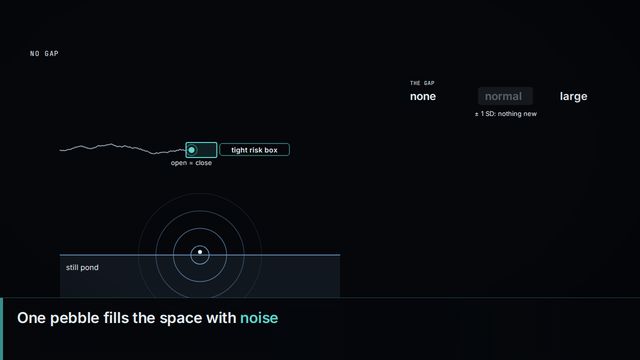 NO GAP
THE GAP
none normal large
± 1 SD: nothing new
tight risk box
open ≈ close
still pond
One pebble fills the space with noise